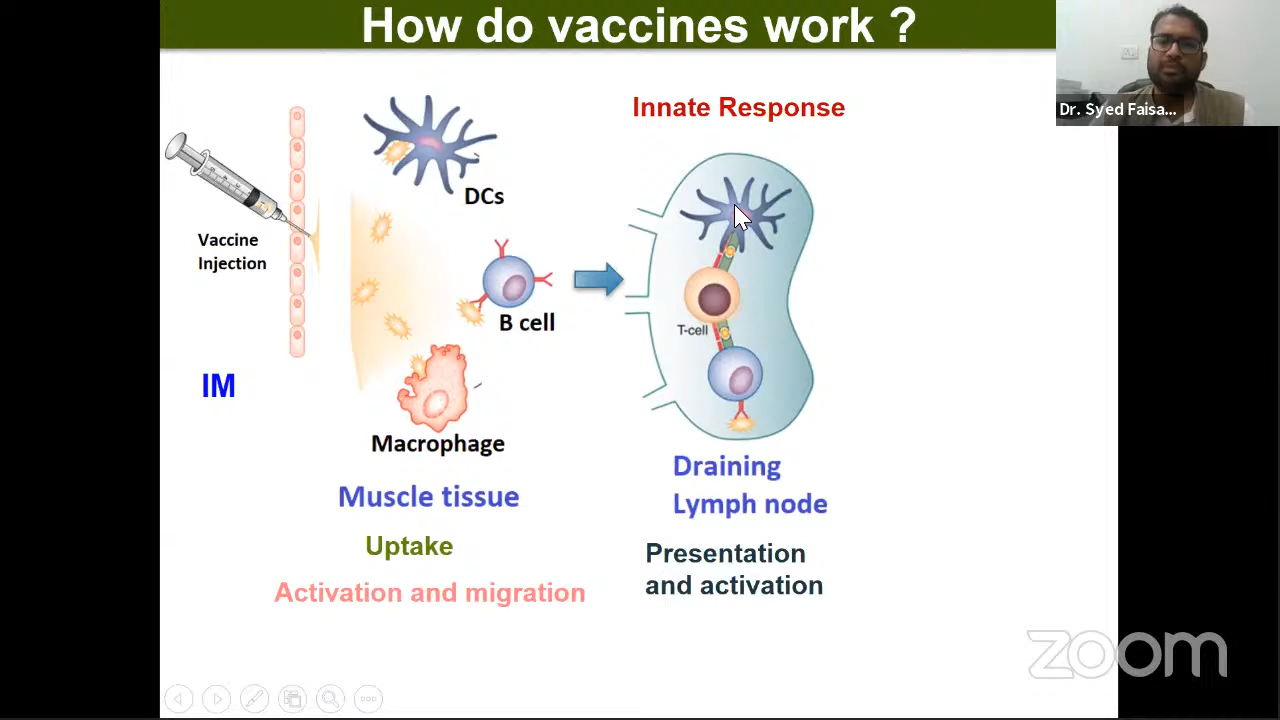 How do vaccines work ?
Dr. Syed Faisa...
Innate Response
DCs
Vaccine
Injection
B cell
T-cell
IM
Macrophage
Draining
Lymph node
Muscle tissue
Uptake
Presentation
and activation
Activation and migration
zoom